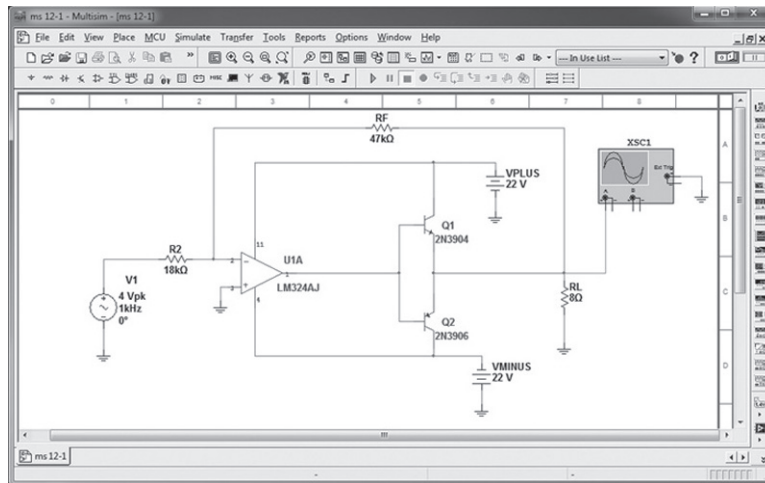 ms 12-1 - Multisim - [ms 12-1]
File Edit View Place MCU Simulate Transfer Tools Reports Options Window Help
--- In Use List ---
0 1 2 3 4 5 6 7 8
A
B
C
D
RF
47kΩ
XSC1
Ext Trig
A B
VPLUS
22 V
Q1
2N3904
R2
18kΩ
11
2
3
1
4
U1A
LM324AJ
V1
4 Vpk
1kHz
0°
RL
8Ω
Q2
2N3906
VMINUS
22 V
ms 12-1